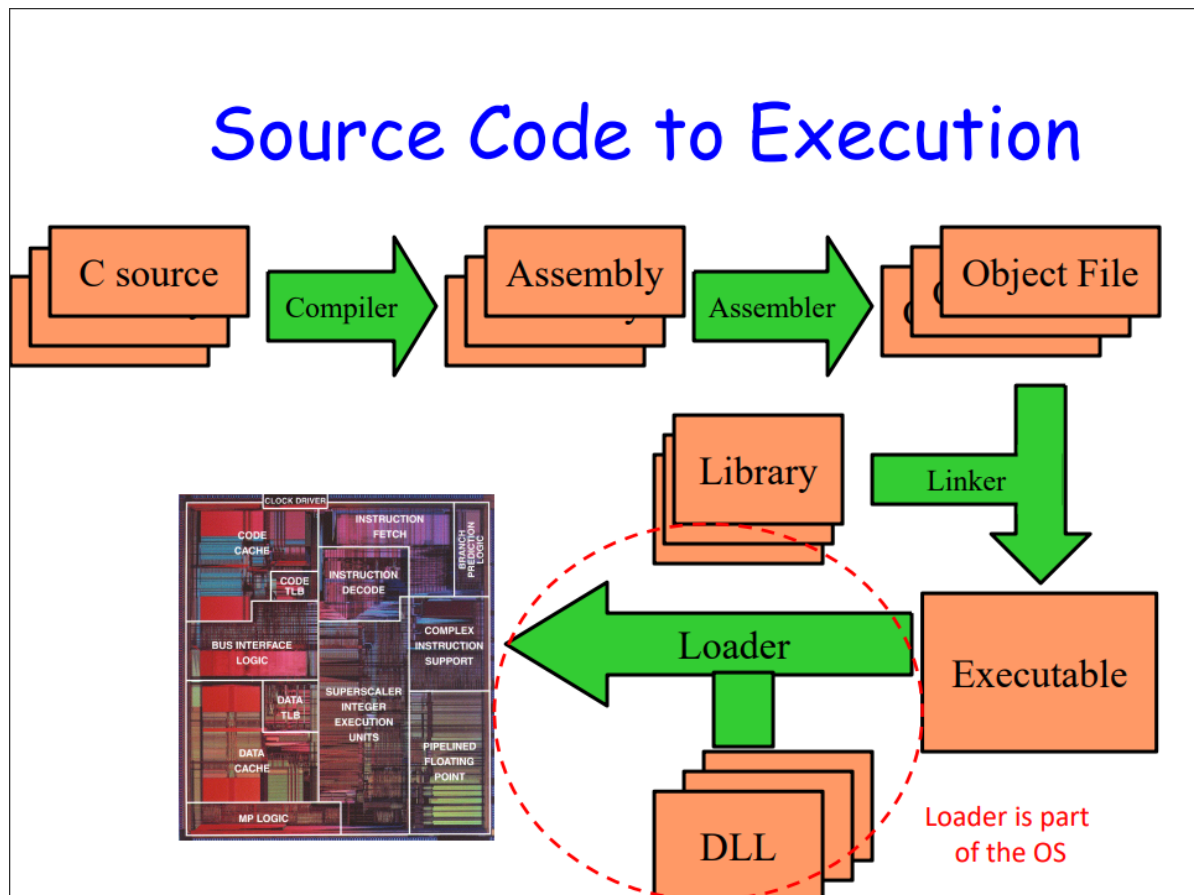 Source Code to Execution
C source
Compiler
Assembly
Assembler
Object File
Library
Linker
CLOCK DRIVER
CODE
CACHE
INSTRUCTION
FETCH
BRANCH
PREDICTION
LOGIC
CODE
TLB
INSTRUCTION
DECODE
BUS INTERFACE
LOGIC
COMPLEX
INSTRUCTION
SUPPORT
DATA
TLB
SUPERSCALER
INTEGER
EXECUTION
UNITS
DATA
CACHE
PIPELINED
FLOATING
POINT
MP LOGIC
Loader
Executable
DLL
Loader is part
of the OS